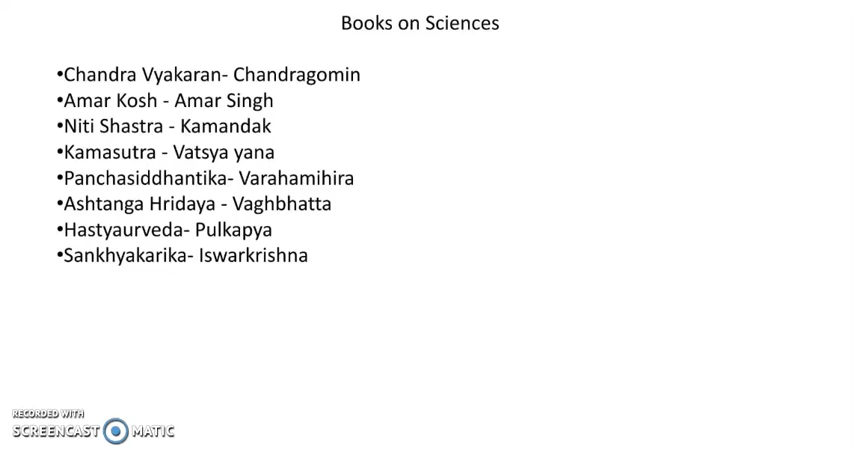 Books on Sciences
•Chandra Vyakaran- Chandragomin
•Amar Kosh - Amar Singh
•Niti Shastra - Kamandak
•Kamasutra - Vatsya yana
•Panchasiddhantika- Varahamihira
•Ashtanga Hridaya - Vaghbhatta
•Hastyaurveda- Pulkapya
•Sankhyakarika- Iswarkrishna
RECORDED WITH
SCREENCAST MATIC